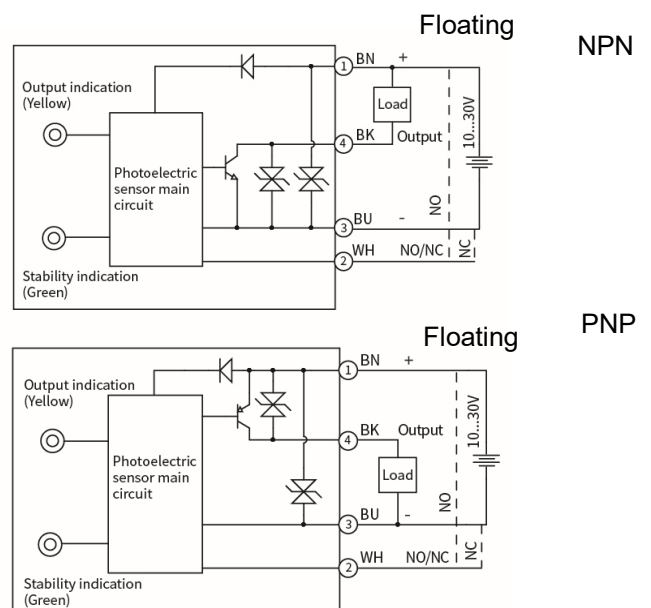 Floating
NPN
1 BN +
Output indication
(Yellow)
Load
10...30V
4 BK Output
Photoelectric
sensor main
circuit
NO
3 BU -
2 WH NO/NC
NC
Stability indication
(Green)
PNP
Floating
1 BN +
Output indication
(Yellow)
10...30V
4 BK Output
Photoelectric
sensor main
circuit
Load
NO
3 BU -
2 WH NO/NC
NC
Stability indication
(Green)